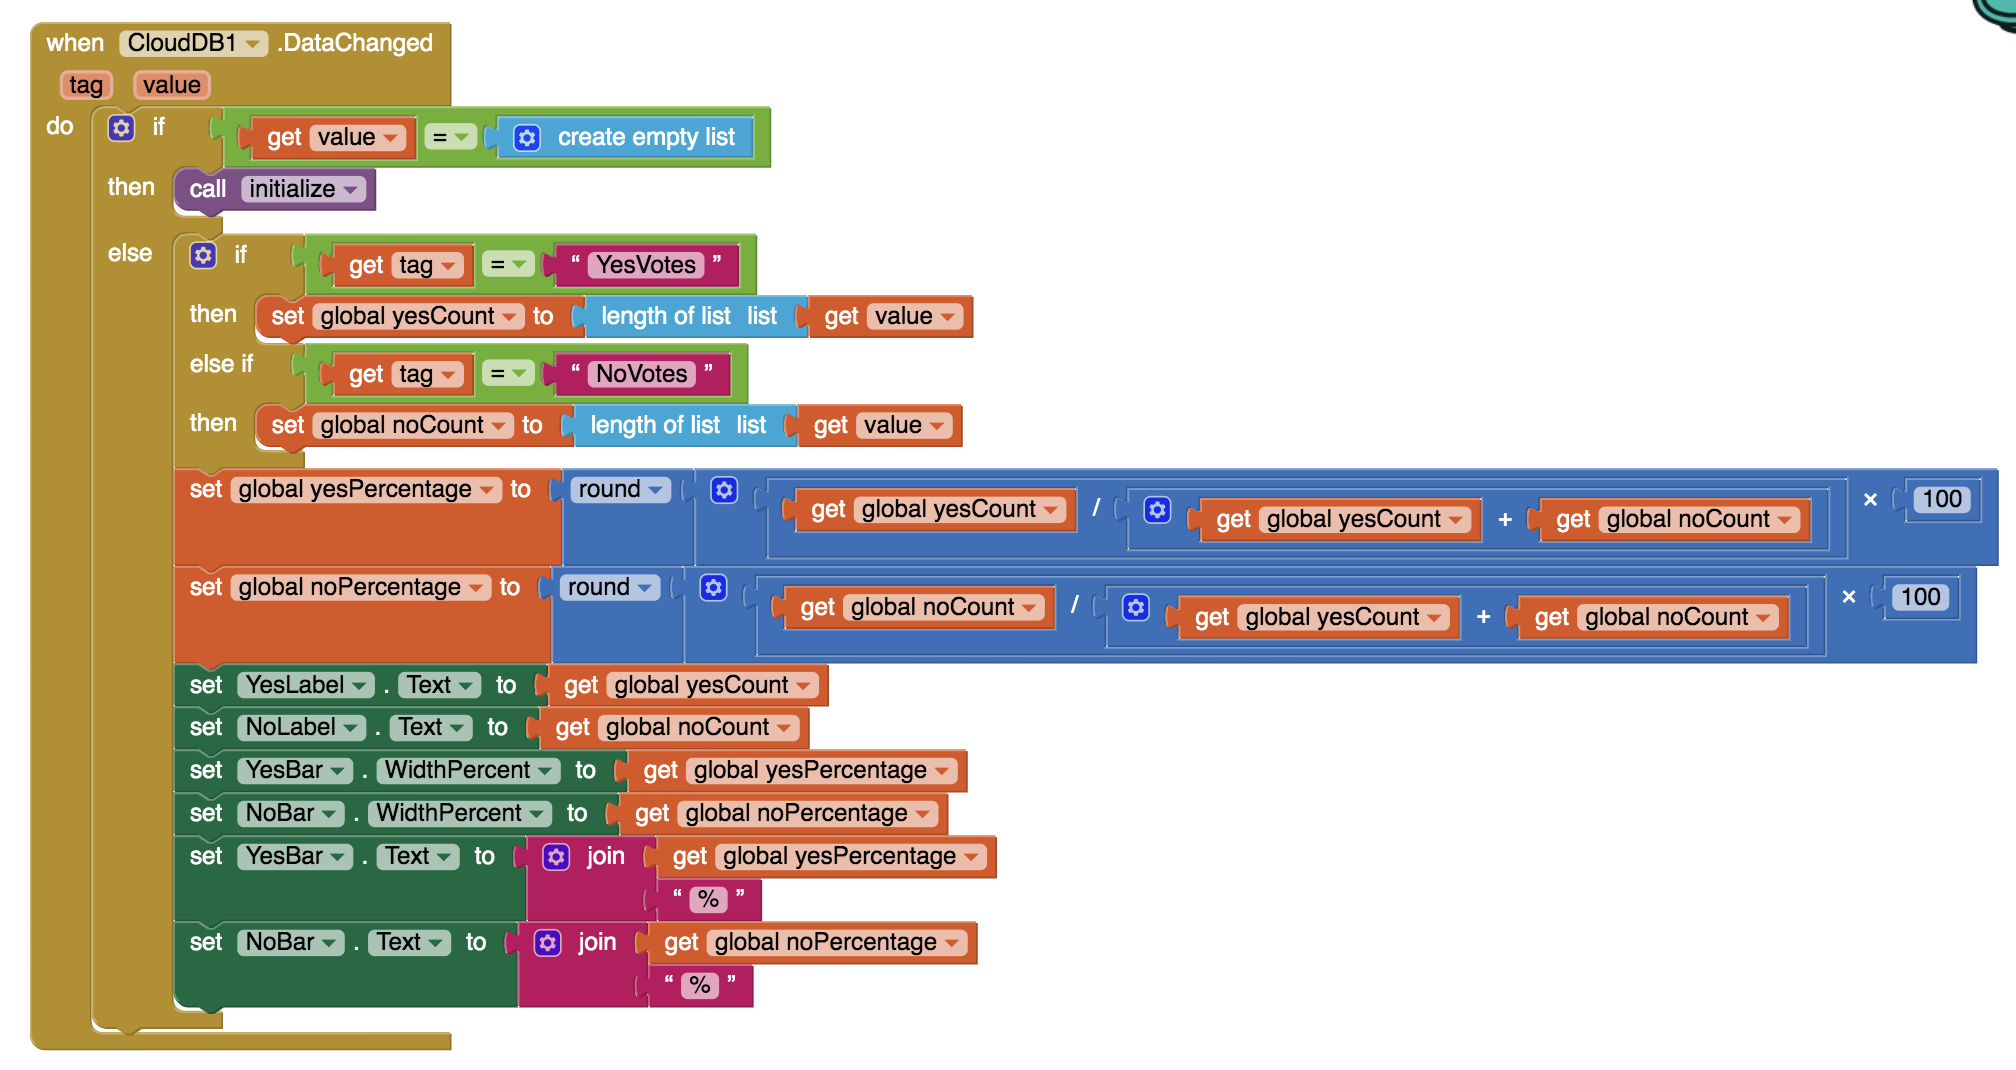 when CloudDB1 .DataChanged
tag value
do if get value = create empty list
then call initialize
else if get tag = “ YesVotes ”
then set global yesCount to length of list list get value
else if get tag = “ NoVotes ”
then set global noCount to length of list list get value
set global yesPercentage to round get global yesCount / get global yesCount + get global noCount × 100
set global noPercentage to round get global noCount / get global yesCount + get global noCount × 100
set YesLabel . Text to get global yesCount
set NoLabel . Text to get global noCount
set YesBar . WidthPercent to get global yesPercentage
set NoBar . WidthPercent to get global noPercentage
set YesBar . Text to join get global yesPercentage
“ % ”
set NoBar . Text to join get global noPercentage
“ % ”